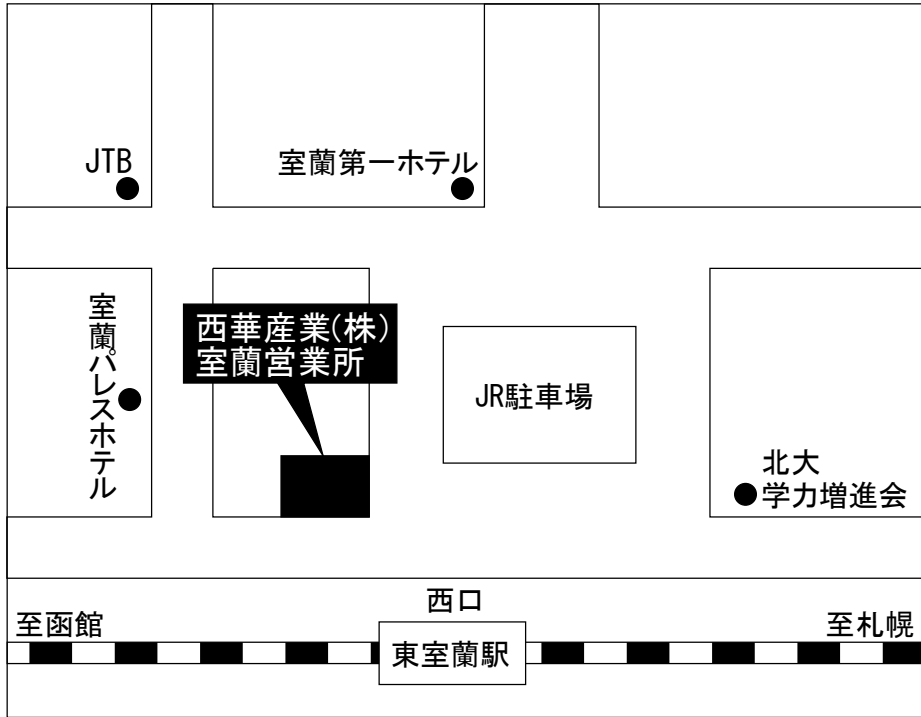 JTB
室蘭第一ホテル
室蘭パレスホテル
西華産業(株)
室蘭営業所
JR駐車場
北大
学力増進会
西口
至函館
至札幌
東室蘭駅